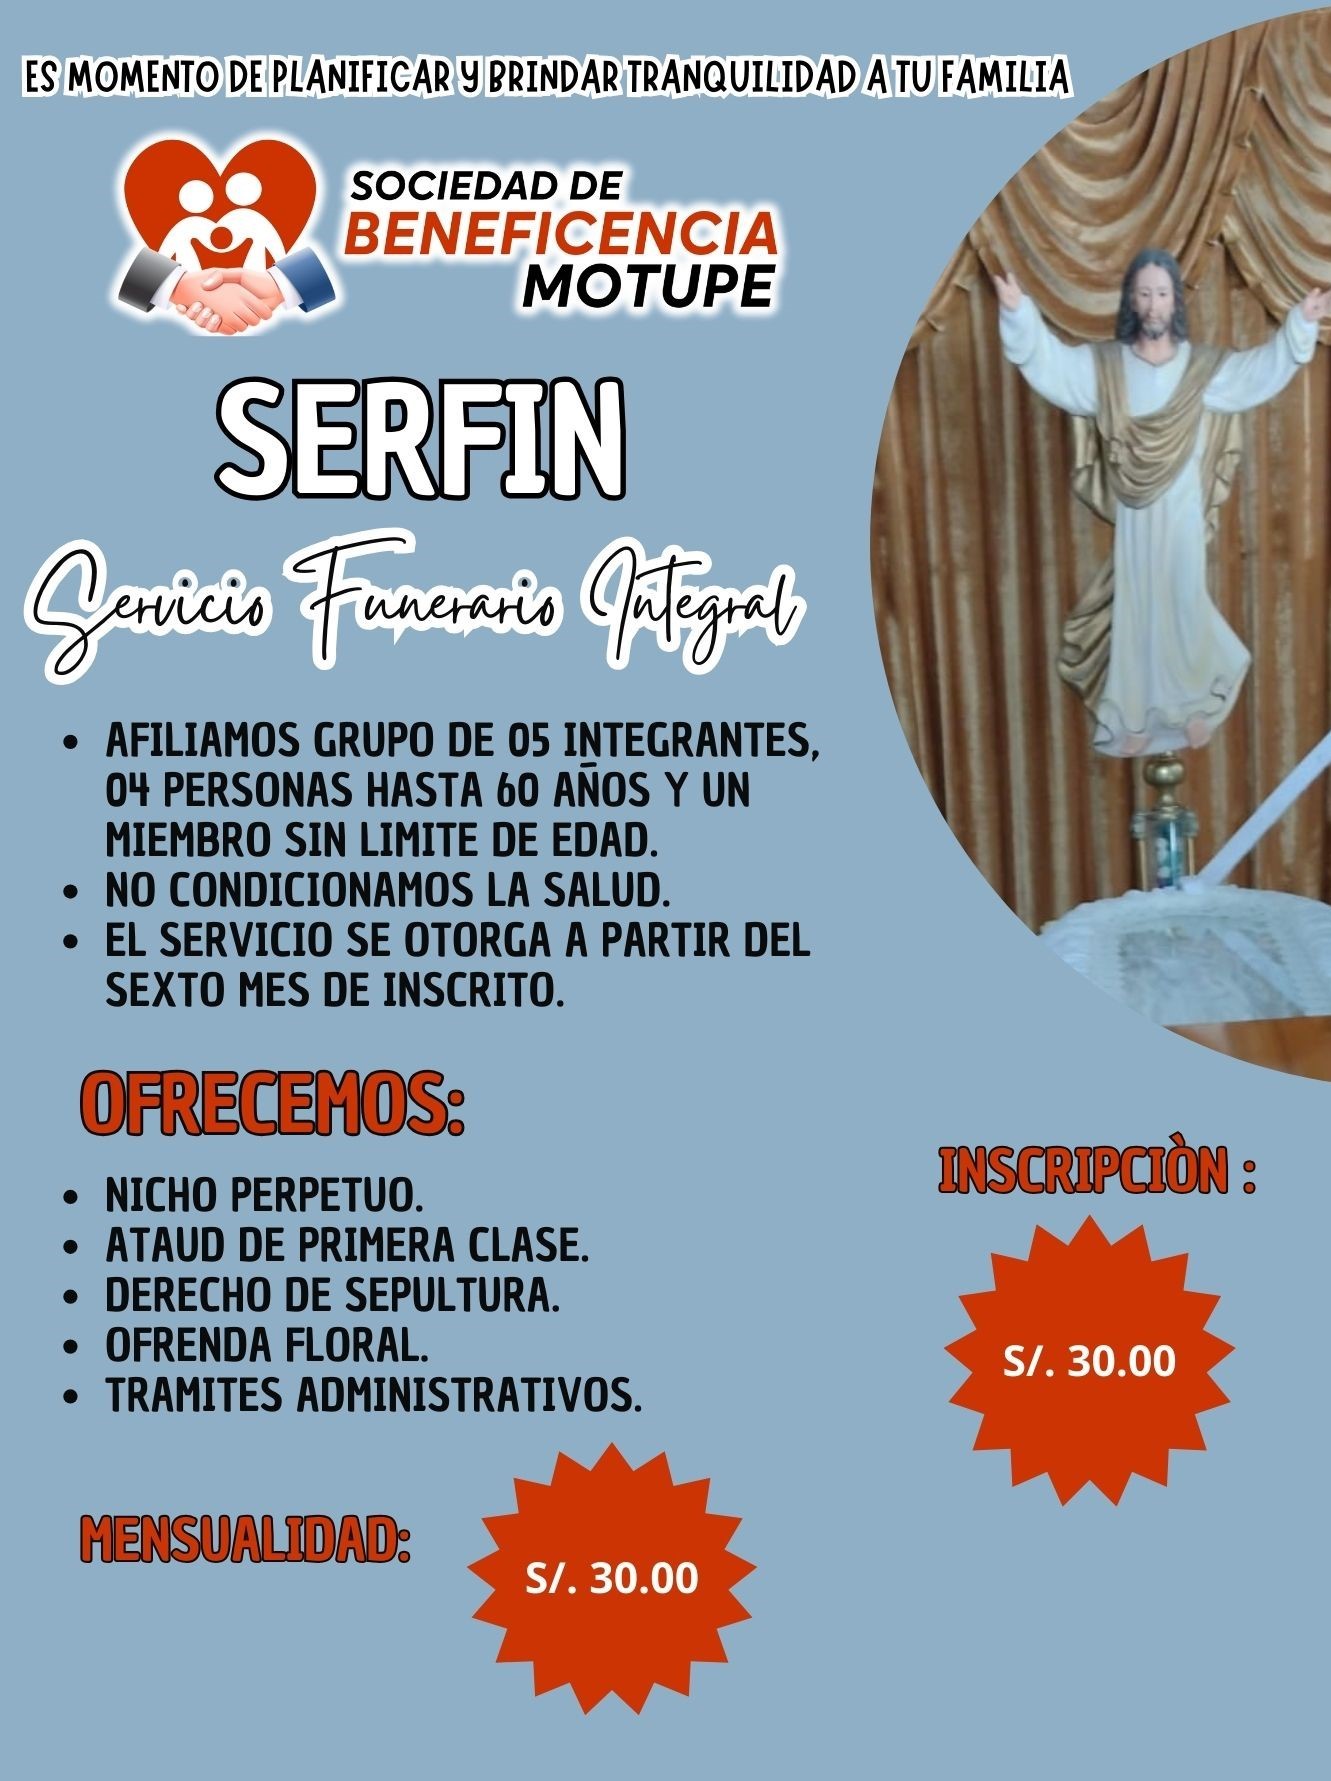 ES MOMENTO DE PLANIFICAR Y BRINDAR TRANQUILIDAD A TU FAMILIA
SOCIEDAD DE
BENEFICENCIA
MOTUPE
SERFIN
Servicio Funerario Integral
• AFILIAMOS GRUPO DE 05 INTEGRANTES,
04 PERSONAS HASTA 60 AÑOS Y UN
MIEMBRO SIN LIMITE DE EDAD.
• NO CONDICIONAMOS LA SALUD.
• EL SERVICIO SE OTORGA A PARTIR DEL
SEXTO MES DE INSCRITO.
OFRECEMOS:
• NICHO PERPETUO.
• ATAUD DE PRIMERA CLASE.
• DERECHO DE SEPULTURA.
• OFRENDA FLORAL.
• TRAMITES ADMINISTRATIVOS.
INSCRIPCIÒN :
S/. 30.00
MENSUALIDAD:
S/. 30.00